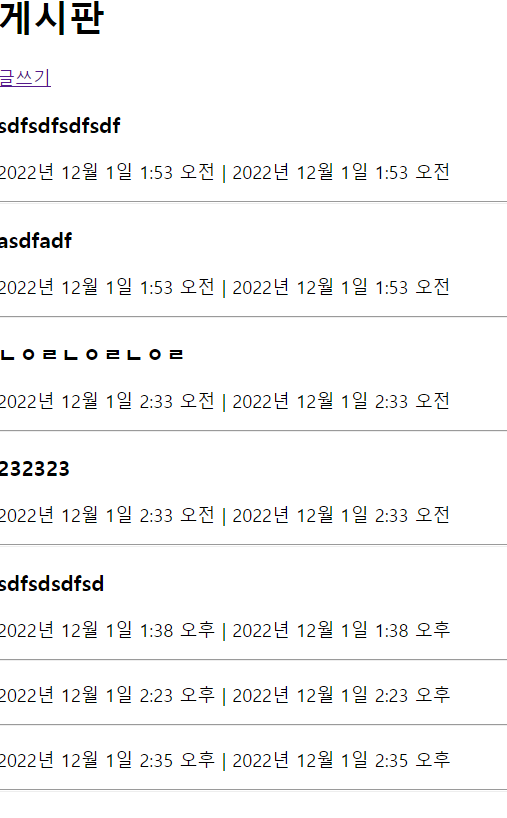 게시판
글쓰기
sdfsdfsdfsdf
2022년 12월 1일 1:53 오전 | 2022년 12월 1일 1:53 오전
asdfadf
2022년 12월 1일 1:53 오전 | 2022년 12월 1일 1:53 오전
ㄴㅇㄹㄴㅇㄹㄴㅇㄹ
2022년 12월 1일 2:33 오전 | 2022년 12월 1일 2:33 오전
232323
2022년 12월 1일 2:33 오전 | 2022년 12월 1일 2:33 오전
sdfsdsdfsd
2022년 12월 1일 1:38 오후 | 2022년 12월 1일 1:38 오후
2022년 12월 1일 2:23 오후 | 2022년 12월 1일 2:23 오후
2022년 12월 1일 2:35 오후 | 2022년 12월 1일 2:35 오후